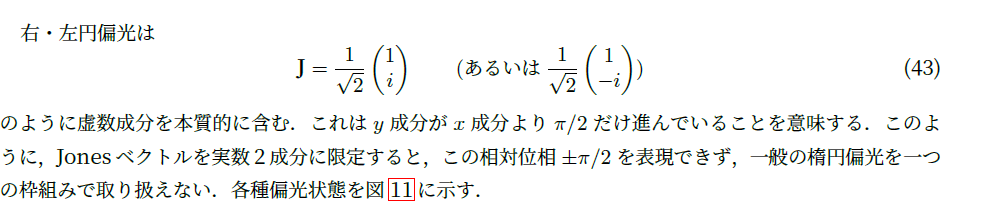 右・左円偏光は
J = \frac{1}{\sqrt{2}} \begin{pmatrix} 1 \\ i \end{pmatrix} (あるいは \frac{1}{\sqrt{2}} \begin{pmatrix} 1 \\ -i \end{pmatrix}) (43)
のように虚数成分を本質的に含む．これは y 成分が x 成分より π/2 だけ進んでいることを意味する．このよ
うに，Jones ベクトルを実数 2 成分に限定すると，この相対位相 ±π/2 を表現できず，一般の楕円偏光を一つ
の枠組みで取り扱えない．各種偏光状態を図 11 に示す．